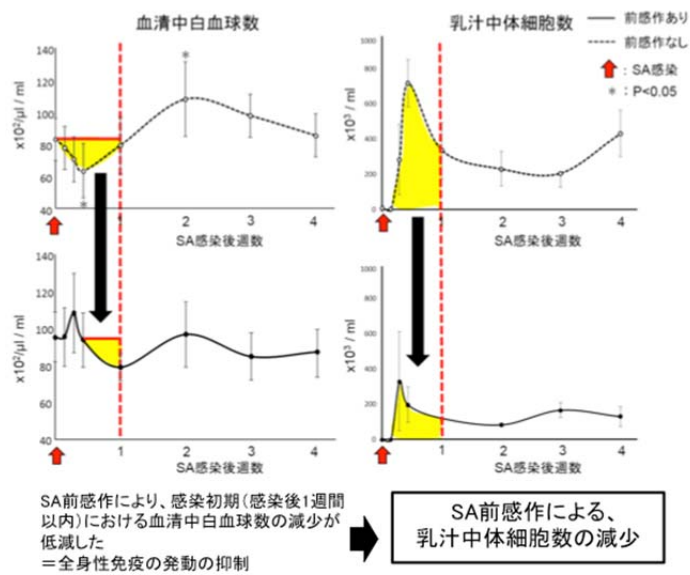 血清中白血球数
乳汁中体細胞数
前感作あり
前感作なし
: SA感染
* : P<0.05
x10²/μl / ml
140
120
100
80
60
40
*
*
1
2
3
4
SA感染後週数
x10³ / ml
1000
800
600
400
200
0
1
2
3
4
SA感染後週数
x10²/μl / ml
140
120
100
80
60
40
1
2
3
4
SA感染後週数
x10³ / ml
1000
800
600
400
200
0
1
2
3
4
SA感染後週数
SA前感作により、感染初期(感染後1週間
以内)における血清中白血球数の減少が
低減した
=全身性免疫の発動の抑制
SA前感作による、
乳汁中体細胞数の減少